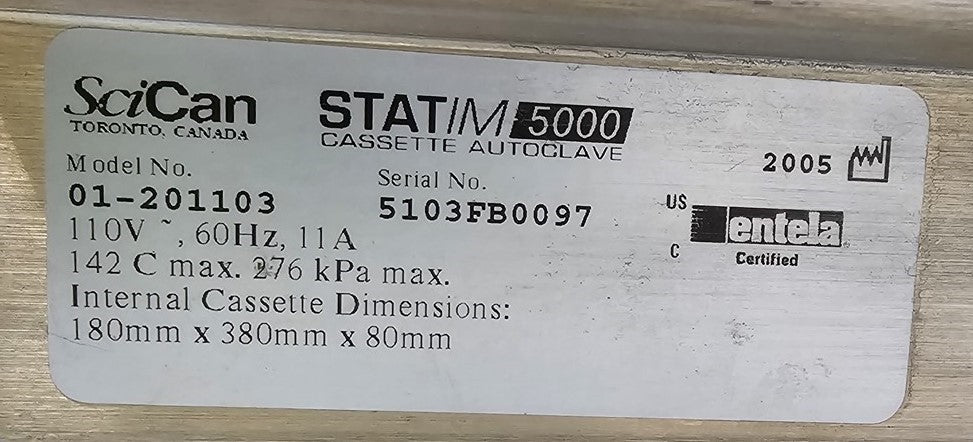 SciCan
TORONTO, CANADA
STATIM 5000
CASSETTE AUTOCLAVE
2005
Model No.
01-201103
Serial No.
5103FB0097
110V ~, 60Hz, 11A
142 C max. 276 kPa max.
Internal Cassette Dimensions:
180mm x 380mm x 80mm
US
C
entela
Certified